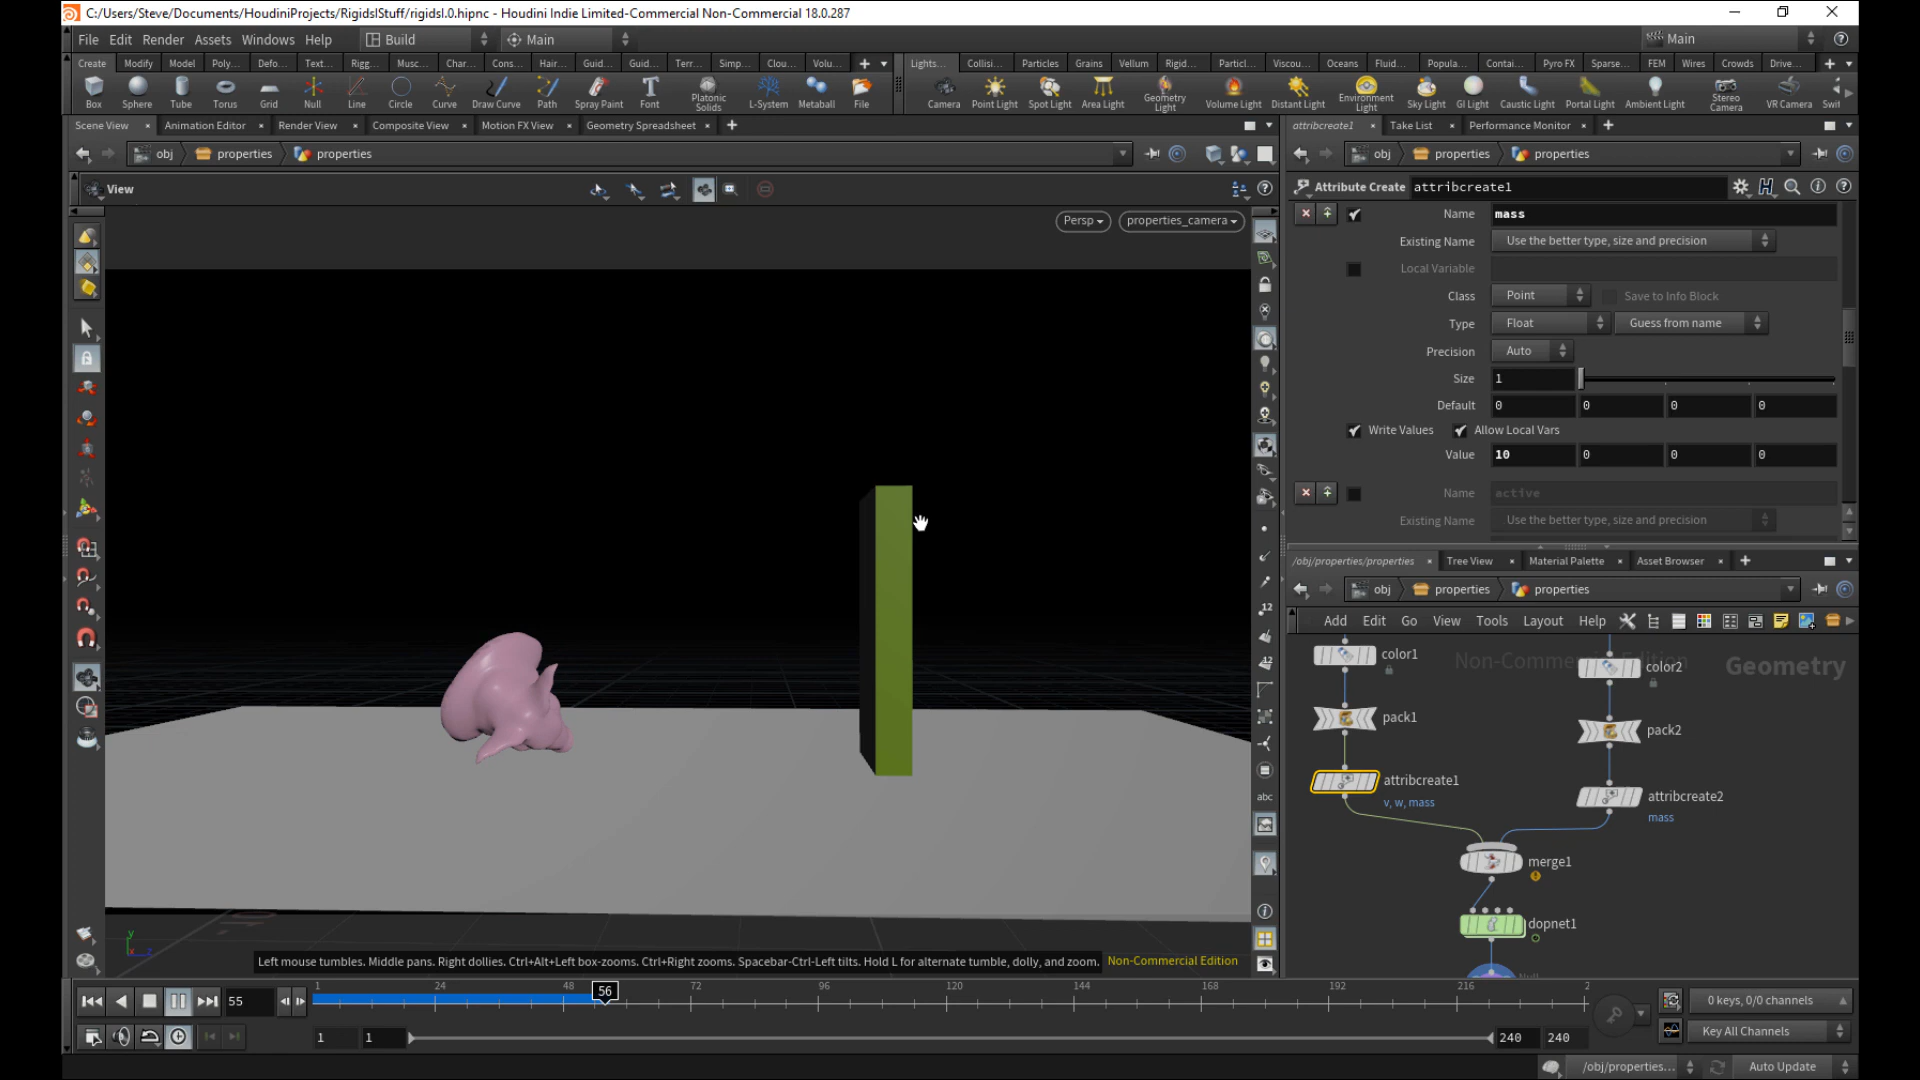 C:/Users/Steve/Documents/HoudiniProjects/RigidslStuff/rigidsl.0.hipnc - Houdini Indie Limited-Commercial Non-Commercial 18.0.287
File Edit Render Assets Windows Help Build Main Main
Create Modify Model Poly... Defo... Text... Rigg... Musc... Char... Cons... Hair... Guid... Guid... Terr... Simp... Clou... Volu... Lights... Collisi... Particles Grains Vellum Rigid... Particl... Viscou... Oceans Fluid... Popula... Contai... Pyro FX Sparse... FEM Wires Crowds Drive...
Box Sphere Tube Torus Grid Null Line Circle Curve Draw Curve Path Spray Paint Font Platonic Solids L-System Metaball File Camera Point Light Spot Light Area Light Geometry Light Volume Light Distant Light Environment Light Sky Light GI Light Caustic Light Portal Light Ambient Light Stereo Camera VR Camera Swit
Scene View Animation Editor Render View Composite View Motion FX View Geometry Spreadsheet
obj properties properties
View
Persp properties_camera
Left mouse tumbles. Middle pans. Right dollies. Ctrl+Alt+Left box-zooms. Ctrl+Right zooms. Spacebar-Ctrl-Left tilts. Hold L for alternate tumble, dolly, and zoom. Non-Commercial Edition
12
12
abc
attribcreate1 Take List Performance Monitor
obj properties properties
Attribute Create attribcreate1
Name mass
Existing Name Use the better type, size and precision
Local Variable
Class Point Save to Info Block
Type Float Guess from name
Precision Auto
Size 1
Default 0 0 0 0
Write Values Allow Local Vars
Value 10 0 0 0
Name active
Existing Name Use the better type, size and precision
/obj/properties/properties Tree View Material Palette Asset Browser
obj properties properties
Add Edit Go View Tools Layout Help
Non-Commercial Edition Geometry
color1 color2
pack1 pack2
attribcreate1
v, w, mass
attribcreate2
mass
merge1
dopnet1
55 1 24 48 56 72 96 120 144 168 192 216 2
0 keys, 0/0 channels
1 1 240 240
Key All Channels
/obj/properties... Auto Update